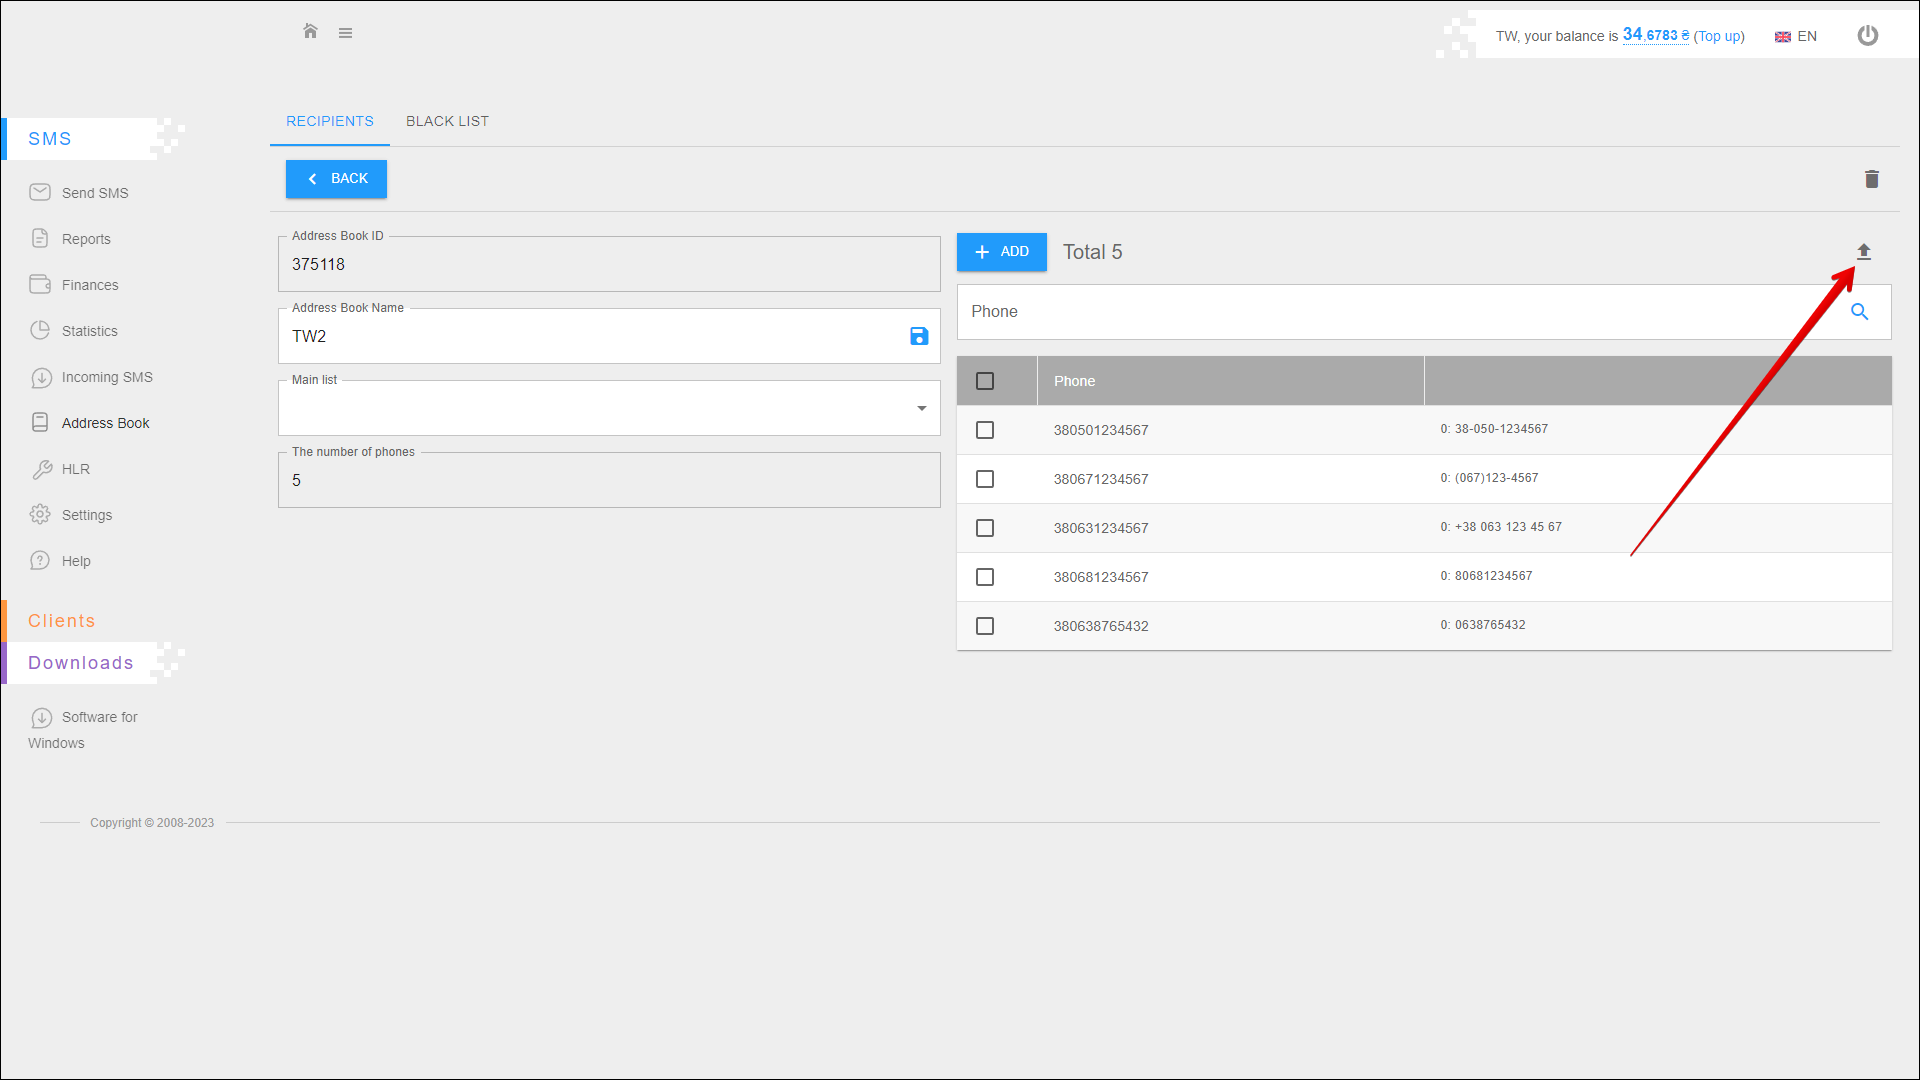 TW, your balance is 34,6783 ₴ (Top up)
EN
SMS
Send SMS
Reports
Finances
Statistics
Incoming SMS
Address Book
HLR
Settings
Help
Clients
Downloads
Software for
Windows
RECIPIENTS BLACK LIST
BACK
Address Book ID
375118
Address Book Name
TW2
Main list
The number of phones
5
ADD Total 5
Phone
Phone
380501234567 0: 38-050-1234567
380671234567 0: (067)123-4567
380631234567 0: +38 063 123 45 67
380681234567 0: 80681234567
380638765432 0: 0638765432
Copyright © 2008-2023